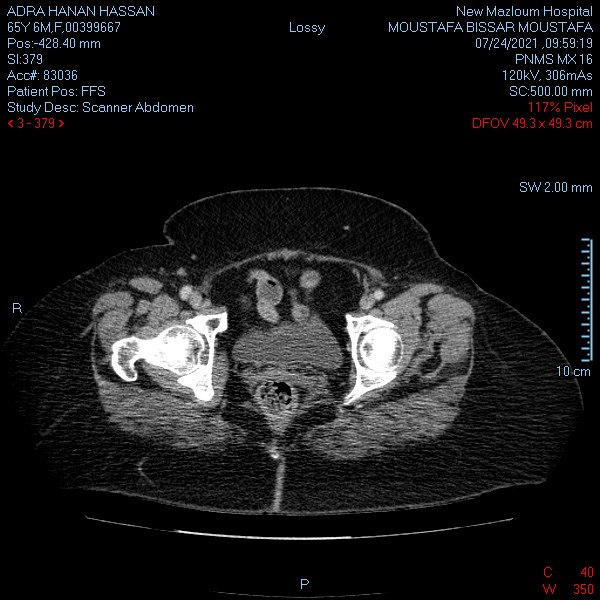 ADRA HANAN HASSAN
65Y 6M,F,00399667
Pos:-428.40 mm
SI:379
Acc#: 83036
Patient Pos: FFS
Study Desc: Scanner Abdomen
< 3 - 379 >
Lossy
New Mazloum Hospital
MOUSTAFA BISSAR MOUSTAFA
07/24/2021 ,09:59:19
PNMS MX 16
120kV, 306mAs
SC:500.00 mm
117% Pixel
DFOV 49.3 x 49.3 cm
SW 2.00 mm
R
10 cm
P
C 40
W 350